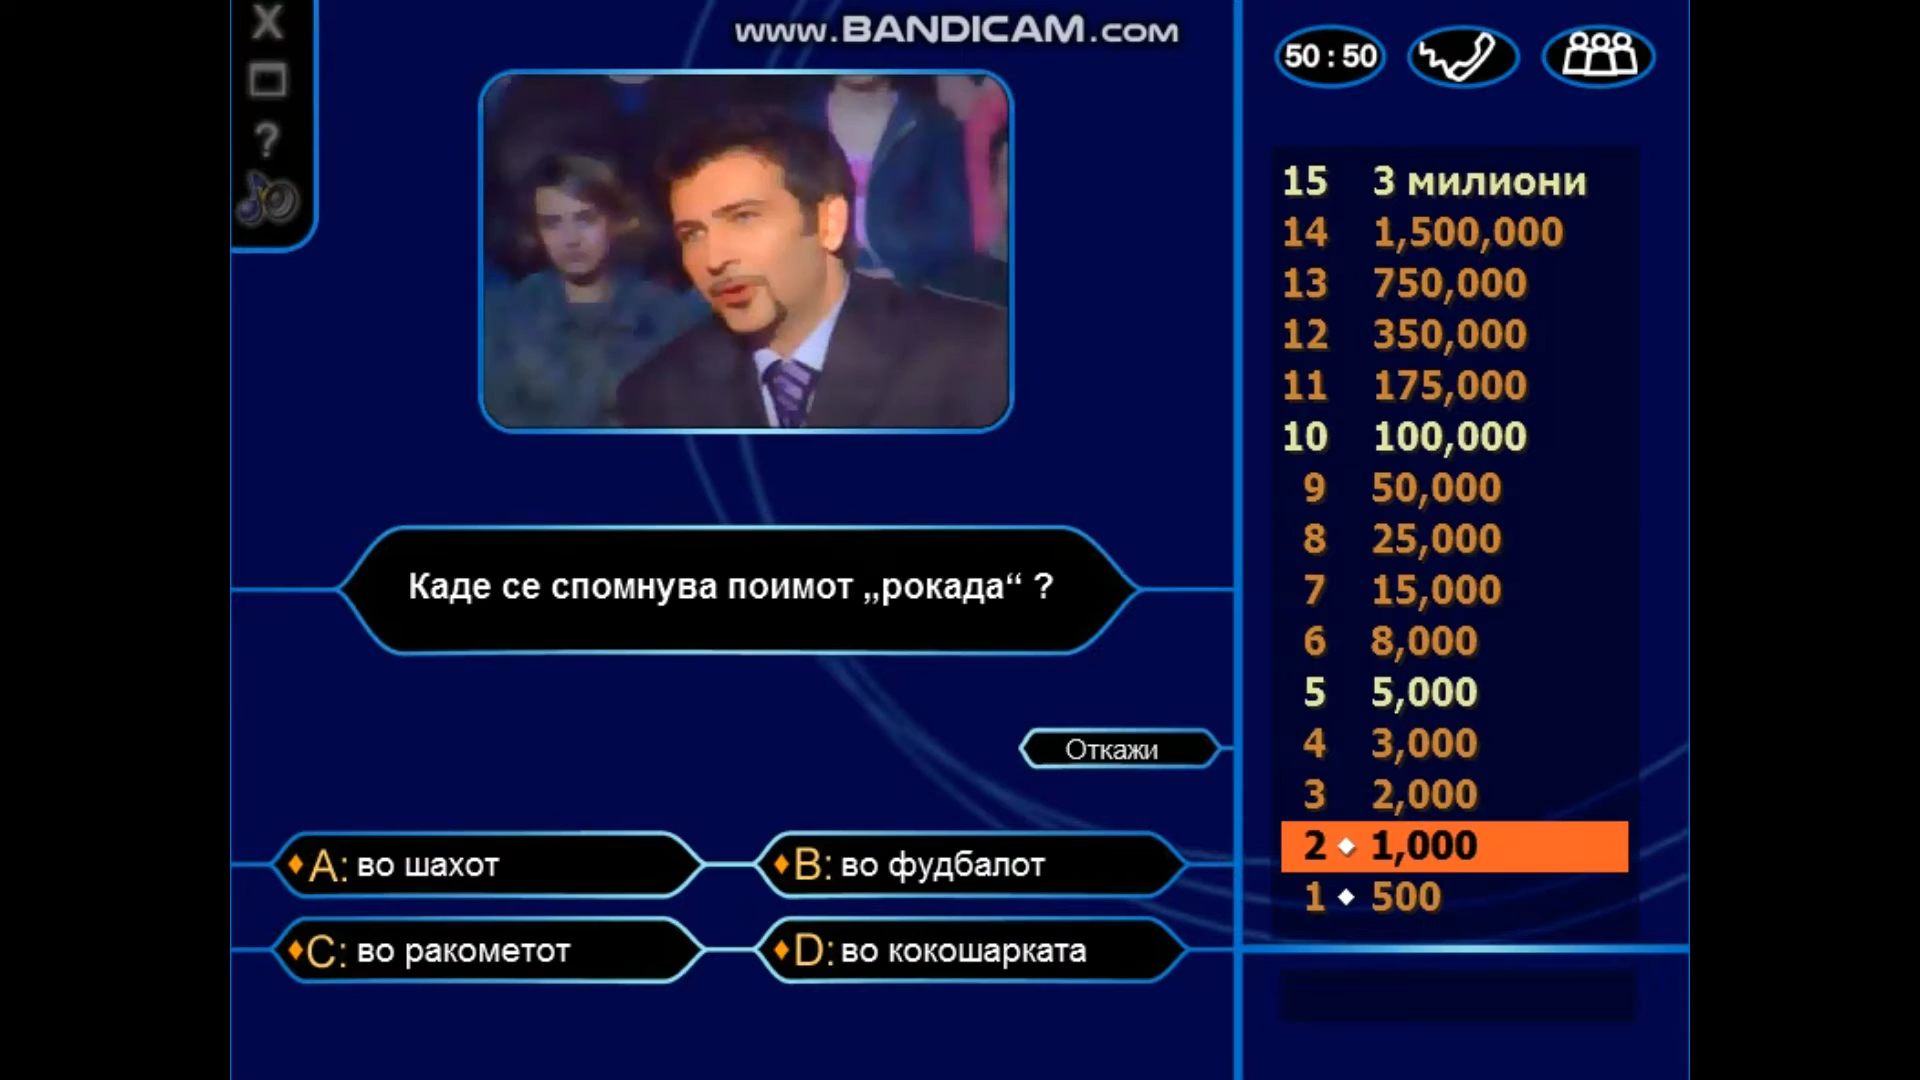 www.BANDICAM.com
X
?
50 : 50
15 3 милиони
14 1,500,000
13 750,000
12 350,000
11 175,000
10 100,000
9 50,000
8 25,000
7 15,000
6 8,000
5 5,000
4 3,000
3 2,000
2 1,000
1 500
Каде се спомнува поимот „рокада“ ?
Откажи
A: во шахот
B: во фудбалот
C: во ракометот
D: во кокошарката